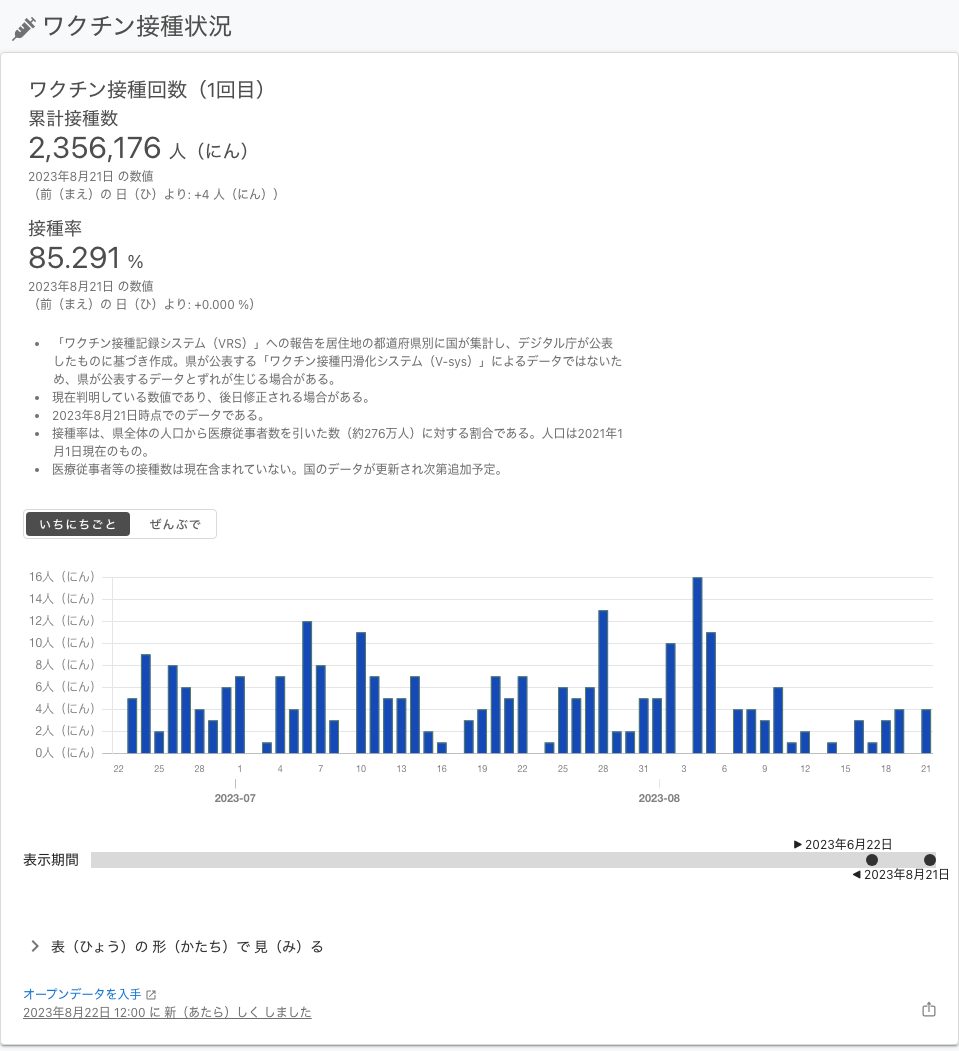 ワクチン接種状況
ワクチン接種回数（1回目）
累計接種数
2,356,176 人（にん）
2023年8月21日 の数値
（前（まえ）の 日（ひ）より: +4 人（にん））
接種率
85.291 %
2023年8月21日 の数値
（前（まえ）の 日（ひ）より: +0.000 %）
• 「ワクチン接種記録システム（VRS）」への報告を居住地の都道府県別に国が集計し、デジタル庁が公表
したものに基づき作成。県が公表する「ワクチン接種円滑化システム（V-sys）」によるデータではないた
め、県が公表するデータとずれが生じる場合がある。
• 現在判明している数値であり、後日修正される場合がある。
• 2023年8月21日時点でのデータである。
• 接種率は、県全体の人口から医療従事者数を引いた数（約276万人）に対する割合である。人口は2021年1
月1日現在のもの。
• 医療従事者等の接種数は現在含まれていない。国のデータが更新され次第追加予定。
いちにちごと ぜんぶで
16人（にん）
14人（にん）
12人（にん）
10人（にん）
8人（にん）
6人（にん）
4人（にん）
2人（にん）
0人（にん）
22 25 28 1 4 7 10 13 16 19 22 25 28 31 3 6 9 12 15 18 21
2023-07 2023-08
▶ 2023年6月22日
表示期間
◀ 2023年8月21日
表（ひょう）の 形（かたち）で 見（み）る
オープンデータを入手
2023年8月22日 12:00 に 新（あたら）しく しました